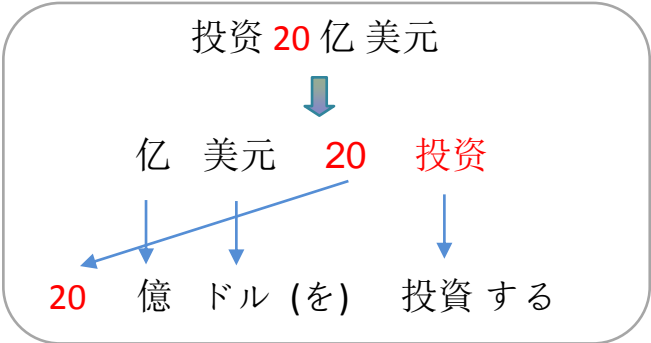 投资 20 亿 美元
亿 美元 20 投资
20 億 ドル (を) 投資 する